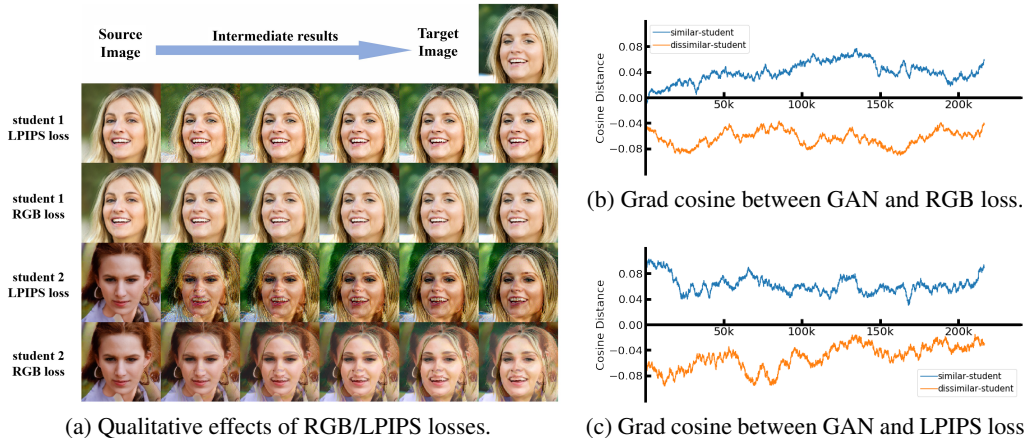 Source
Image
Intermediate results
Target
Image
student 1
LPIPS loss
student 1
RGB loss
student 2
LPIPS loss
student 2
RGB loss
(a) Qualitative effects of RGB/LPIPS losses.
similar-student
dissimilar-student
Cosine Distance
0.08
0.04
0.00
−0.04
−0.08
50k
100k
150k
200k
(b) Grad cosine between GAN and RGB loss.
Cosine Distance
0.08
0.04
0.00
−0.04
−0.08
50k
100k
150k
200k
similar-student
dissimilar-student
(c) Grad cosine between GAN and LPIPS loss